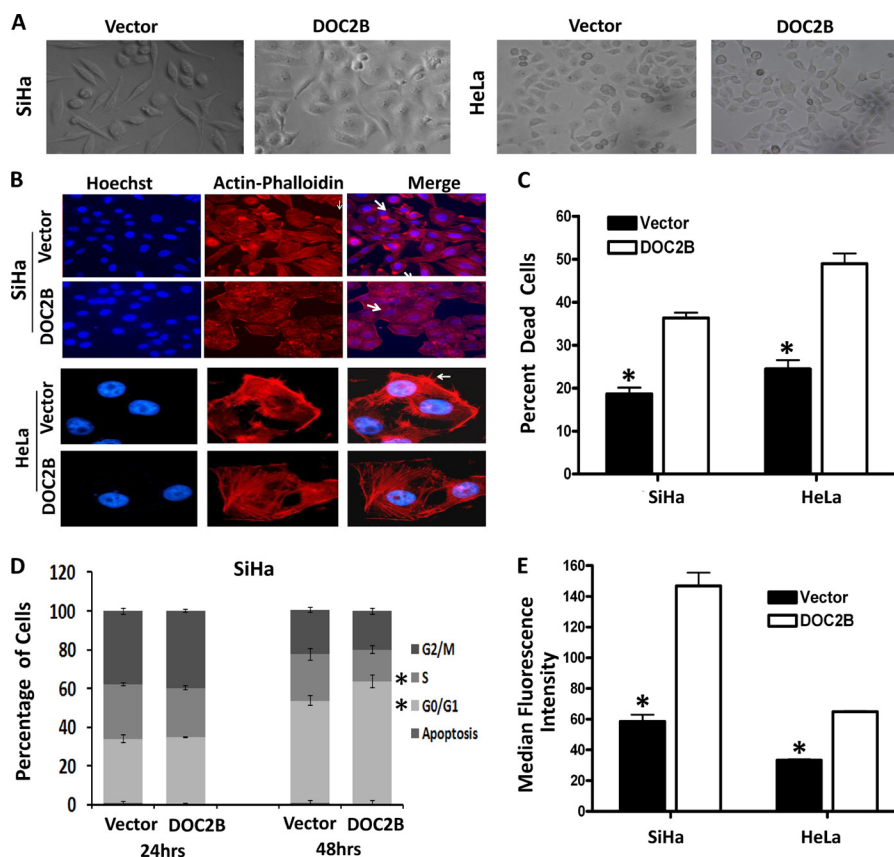 A
Vector
DOC2B
Vector
DOC2B
SiHa
HeLa
B
Hoechst
Actin-Phalloidin
Merge
SiHa
Vector
DOC2B
HeLa
Vector
DOC2B
C
Percent Dead Cells
60
50
40
30
20
10
0
Vector
DOC2B
*
*
SiHa
HeLa
D
SiHa
Percentage of Cells
120
100
80
60
40
20
0
G2/M
* S
* G0/G1
Apoptosis
Vector
DOC2B
Vector
DOC2B
24hrs
48hrs
E
Median Fluorescence
Intensity
160
140
120
100
80
60
40
20
0
Vector
DOC2B
*
*
SiHa
HeLa